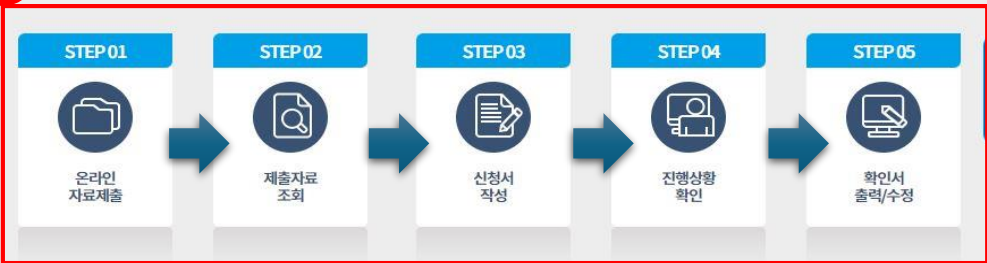 STEP 01
온라인
자료제출
STEP 02
제출자료
조회
STEP 03
신청서
작성
STEP 04
진행상황
확인
STEP 05
확인서
출력/수정